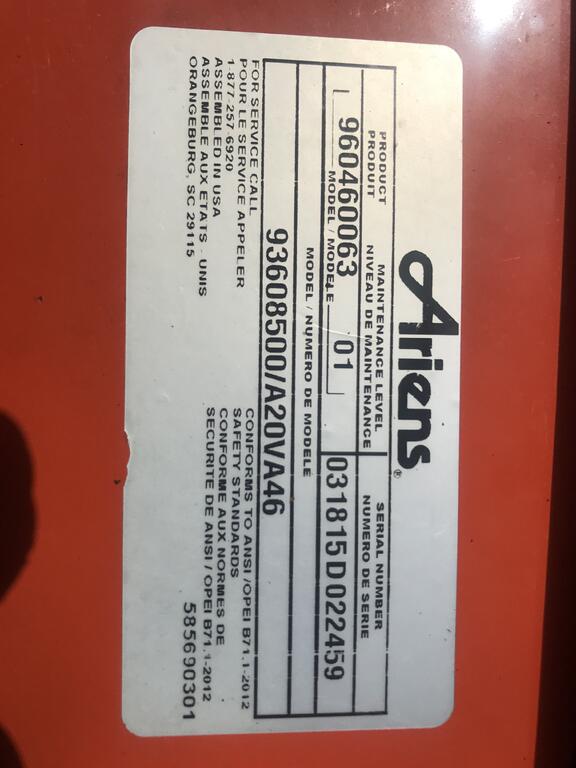 Ariens®
PRODUCT MAINTENANCE LEVEL SERIAL NUMBER
PRODUIT NIVEAU DE MAINTENANCE NUMERO DE SERIE
960460063 01 031815D022459
MODEL / MODELE
MODEL / NUMERO DE MODELE
93608500/A20VA46
FOR SERVICE CALL
POUR LE SERVICE APPELER
1-877-257-6920
ASSEMBLED IN USA
ASSEMBLE AUX ETATS - UNIS
ORANGEBURG, SC 29115
CONFORMS TO ANSI /OPEI B71.1-2012
SAFETY STANDARDS
CONFORME AUX NORMES DE
SECURITE DE ANSI / OPEI B71.1-2012
585690301